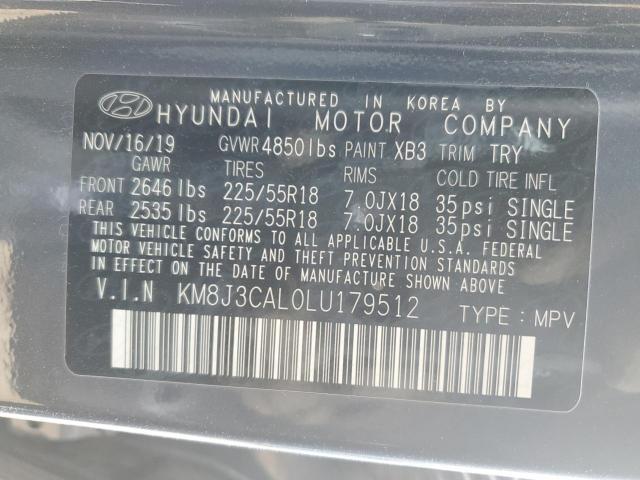 MANUFACTURED IN KOREA BY
HYUNDAI MOTOR COMPANY
NOV/16/19 GVWR 4850lbs PAINT XB3 TRIM TRY
GAWR TIRES RIMS COLD TIRE INFL
FRONT 2646 lbs 225/55R18 7.0JX18 35psi SINGLE
REAR 2535 lbs 225/55R18 7.0JX18 35psi SINGLE
THIS VEHICLE CONFORMS TO ALL APPLICABLE U.S.A. FEDERAL
MOTOR VEHICLE SAFETY AND THEFT PREVENTION STANDARDS
IN EFFECT ON THE DATE OF MANUFACTURE SHOWN ABOVE.
V.I.N KM8J3CAL0LU179512 TYPE : MPV